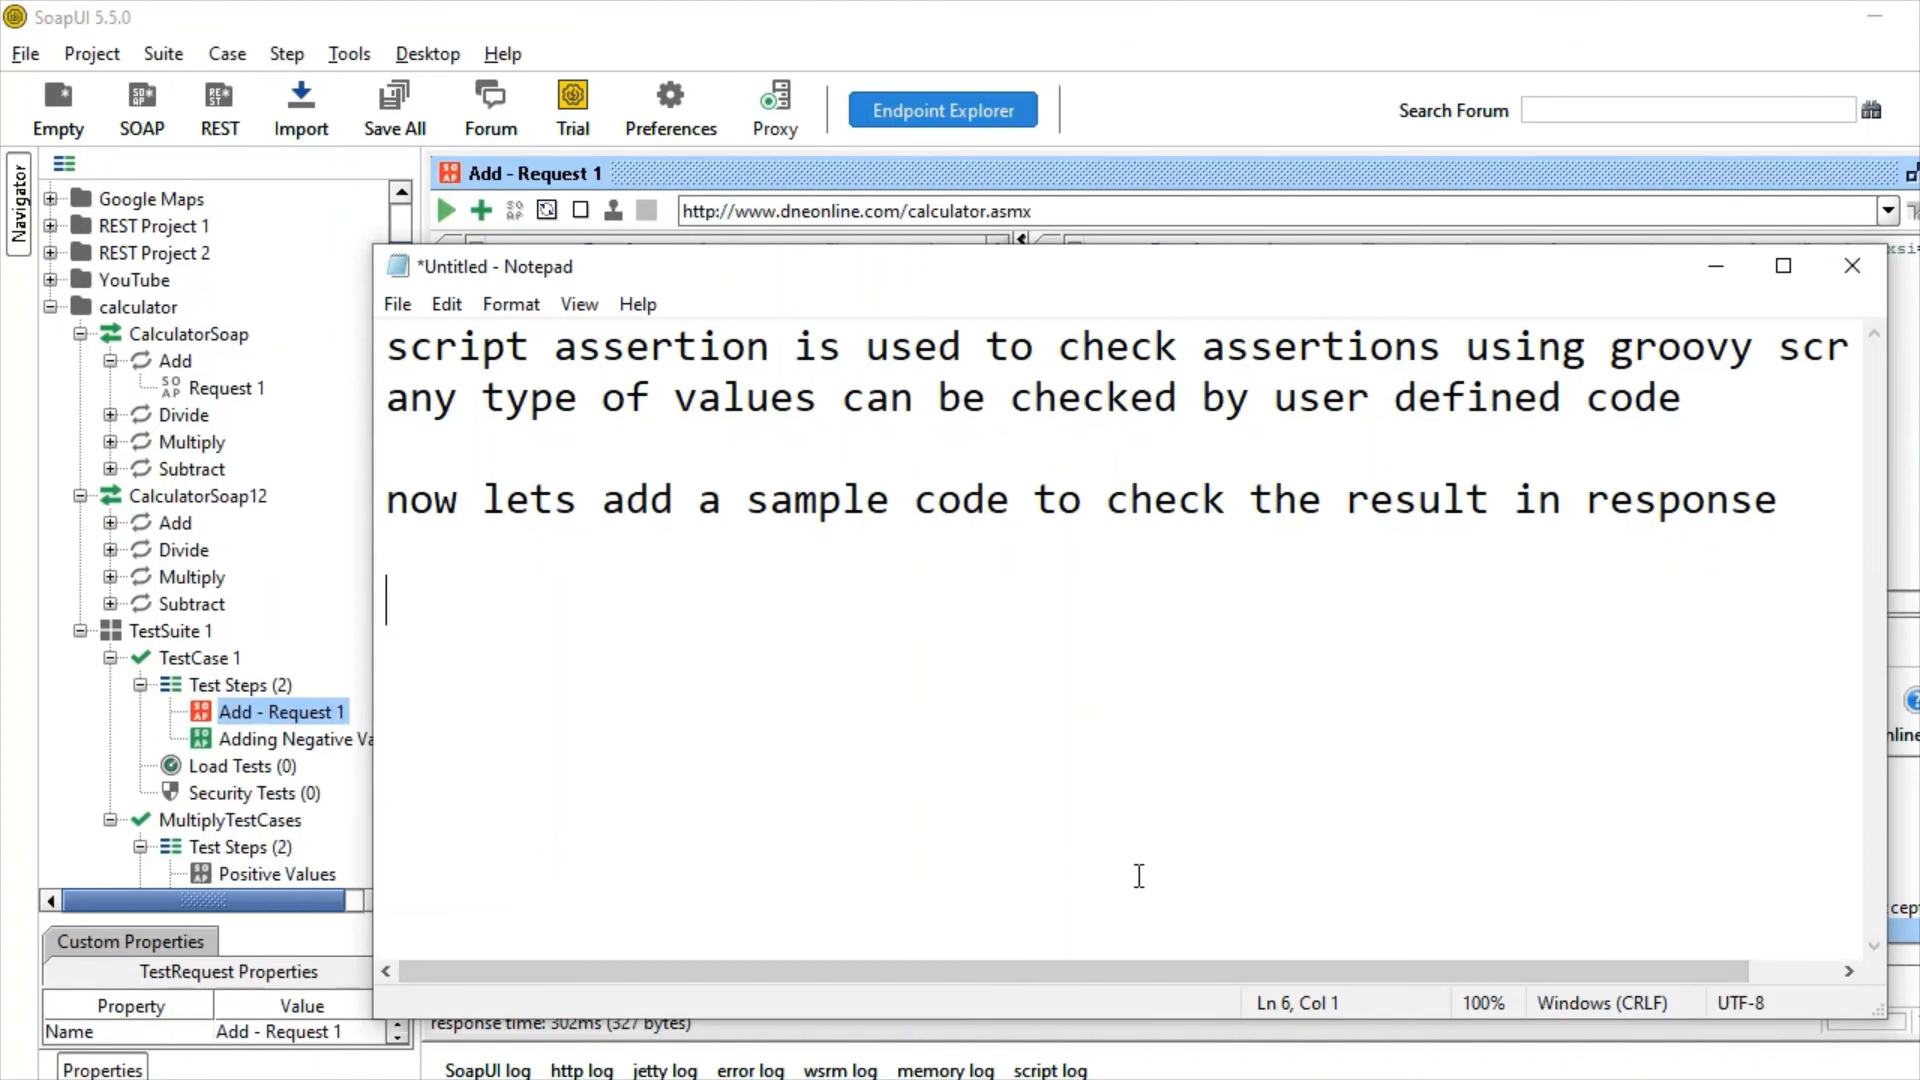 SoapUI 5.5.0
File Project Suite Case Step Tools Desktop Help
Empty SOAP REST Import Save All Forum Trial Preferences Proxy
Endpoint Explorer
Search Forum
Navigator
Google Maps
REST Project 1
REST Project 2
YouTube
calculator
CalculatorSoap
Add
Request 1
Divide
Multiply
Subtract
CalculatorSoap12
Add
Divide
Multiply
Subtract
TestSuite 1
TestCase 1
Test Steps (2)
Add - Request 1
Adding Negative Va
Load Tests (0)
Security Tests (0)
MultiplyTestCases
Test Steps (2)
Positive Values
Custom Properties
TestRequest Properties
Property Value
Name Add - Request 1
Properties
Add - Request 1
http://www.dneonline.com/calculator.asmx
*Untitled - Notepad
File Edit Format View Help
script assertion is used to check assertions using groovy scr
any type of values can be checked by user defined code
now lets add a sample code to check the result in response
Ln 6, Col 1 100% Windows (CRLF) UTF-8
response time: 302ms (327 bytes)
SoapUI log http log jetty log error log wsrm log memory log script log